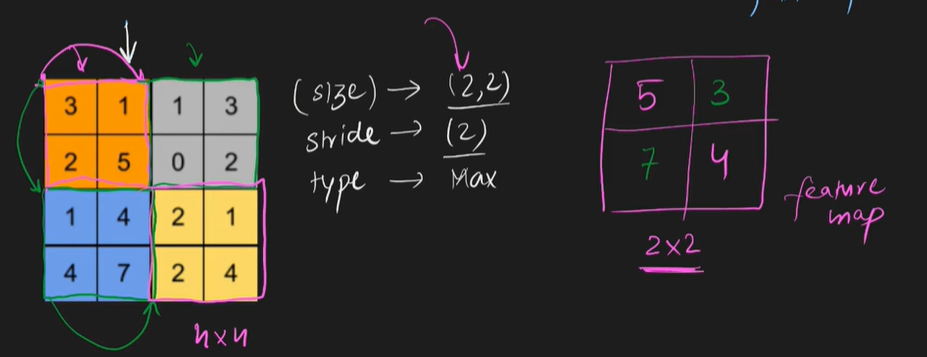 3 1 1 3
2 5 0 2
1 4 2 1
4 7 2 4
4x4
(size) → (2,2)
stride → (2)
type → Max
5 3
7 4
2x2
feature
map